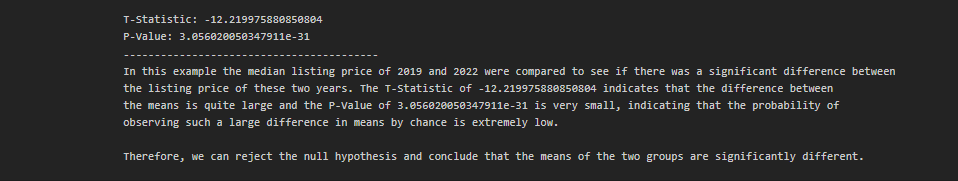 T-Statistic: -12.219975880850804
P-Value: 3.056020050347911e-31
-----------------------------------------
In this example the median listing price of 2019 and 2022 were compared to see if there was a significant difference between
the listing price of these two years. The T-Statistic of -12.219975880850804 indicates that the difference between
the means is quite large and the P-Value of 3.056020050347911e-31 is very small, indicating that the probability of
observing such a large difference in means by chance is extremely low.

Therefore, we can reject the null hypothesis and conclude that the means of the two groups are significantly different.